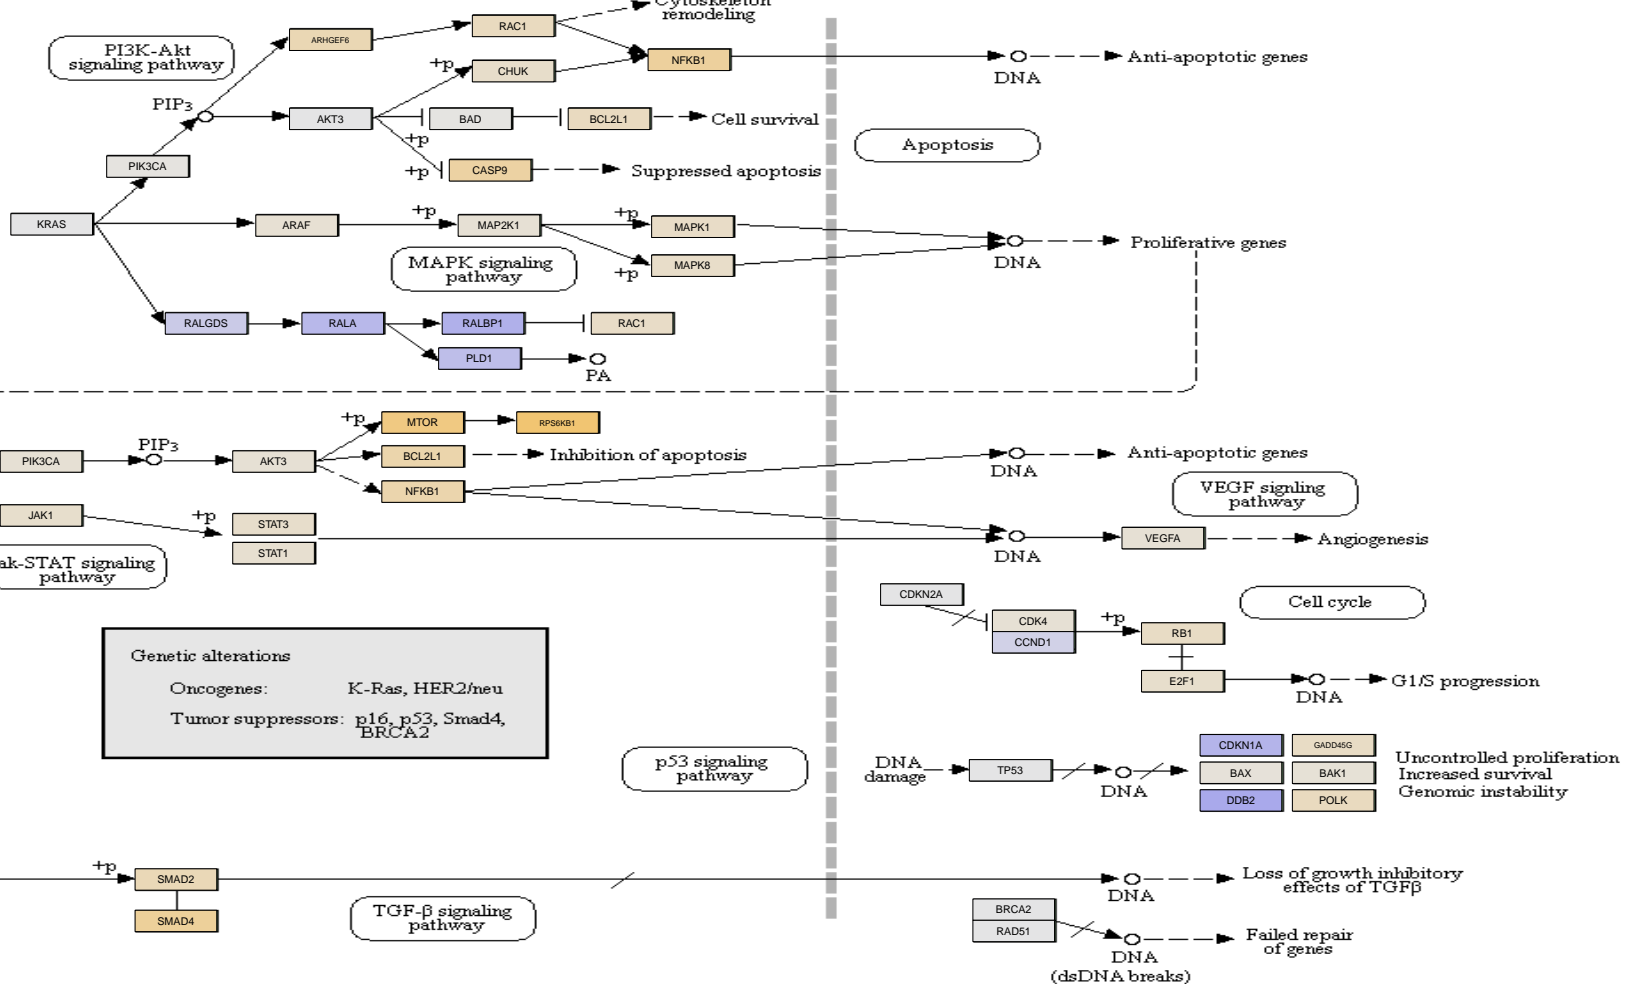 Cytoskeleton
remodeling
RAC1
ARHGEF6
PI3K-Akt
signaling pathway
NFKB1
DNA
Anti-apoptotic genes
+p
CHUK
PIP3
AKT3
BAD
BCL2L1
Cell survival
+p
Apoptosis
PIK3CA
+p
CASP9
Suppressed apoptosis
KRAS
ARAF
+p
MAP2K1
+p
MAPK1
MAPK8
+p
DNA
Proliferative genes
MAPK signaling
pathway
RALGDS
RALA
RALBP1
RAC1
PLD1
PA
+p
MTOR
RPS6KB1
PIK3CA
PIP3
AKT3
BCL2L1
Inhibition of apoptosis
NFKB1
DNA
Anti-apoptotic genes
VEGF signling
pathway
JAK1
+p
STAT3
STAT1
DNA
VEGFA
Angiogenesis
ak-STAT signaling
pathway
CDKN2A
CDK4
CCND1
+p
RB1
E2F1
DNA
G1/S progression
Cell cycle
Genetic alterations
Oncogenes: K-Ras, HER2/neu
Tumor suppressors: p16, p53, Smad4,
BRCA2
p53 signaling
pathway
DNA
damage
TP53
DNA
CDKN1A
GADD45G
BAX
BAK1
DDB2
POLK
Uncontrolled proliferation
Increased survival
Genomic instability
+p
SMAD2
SMAD4
TGF-β signaling
pathway
DNA
Loss of growth inhibitory
effects of TGFβ
BRCA2
RAD51
DNA
(dsDNA breaks)
Failed repair
of genes